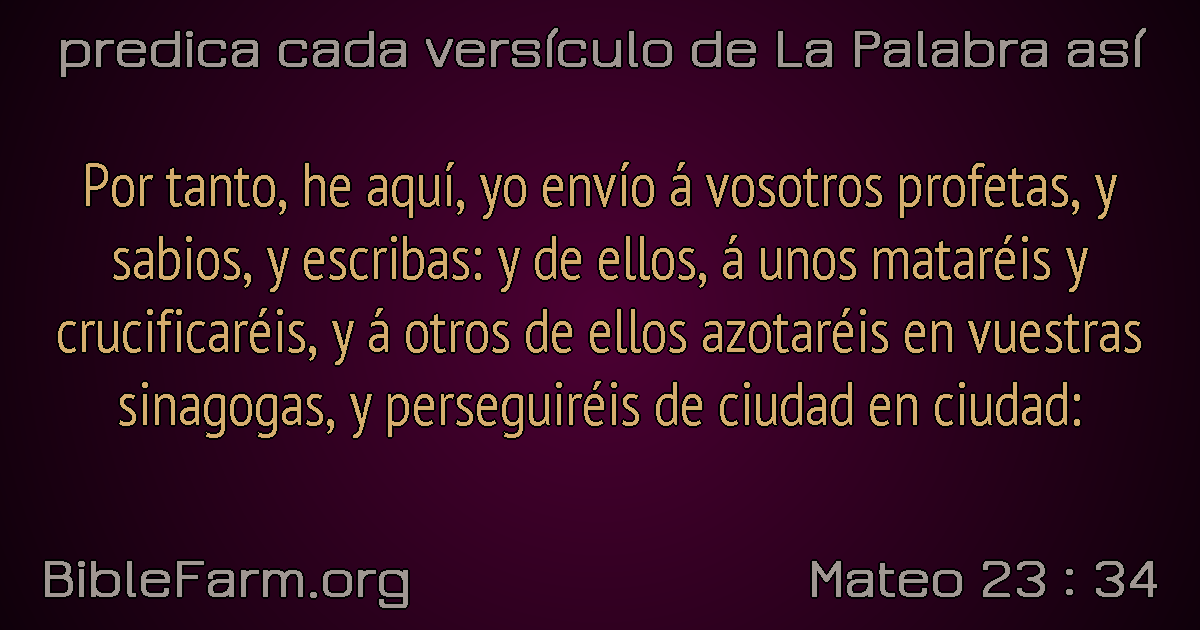 predica cada versículo de La Palabra así
Por tanto, he aquí, yo envío á vosotros profetas, y
sabios, y escribas: y de ellos, á unos mataréis y
crucificaréis, y á otros de ellos azotaréis en vuestras
sinagogas, y perseguiréis de ciudad en ciudad:
BibleFarm.org
Mateo 23 : 34